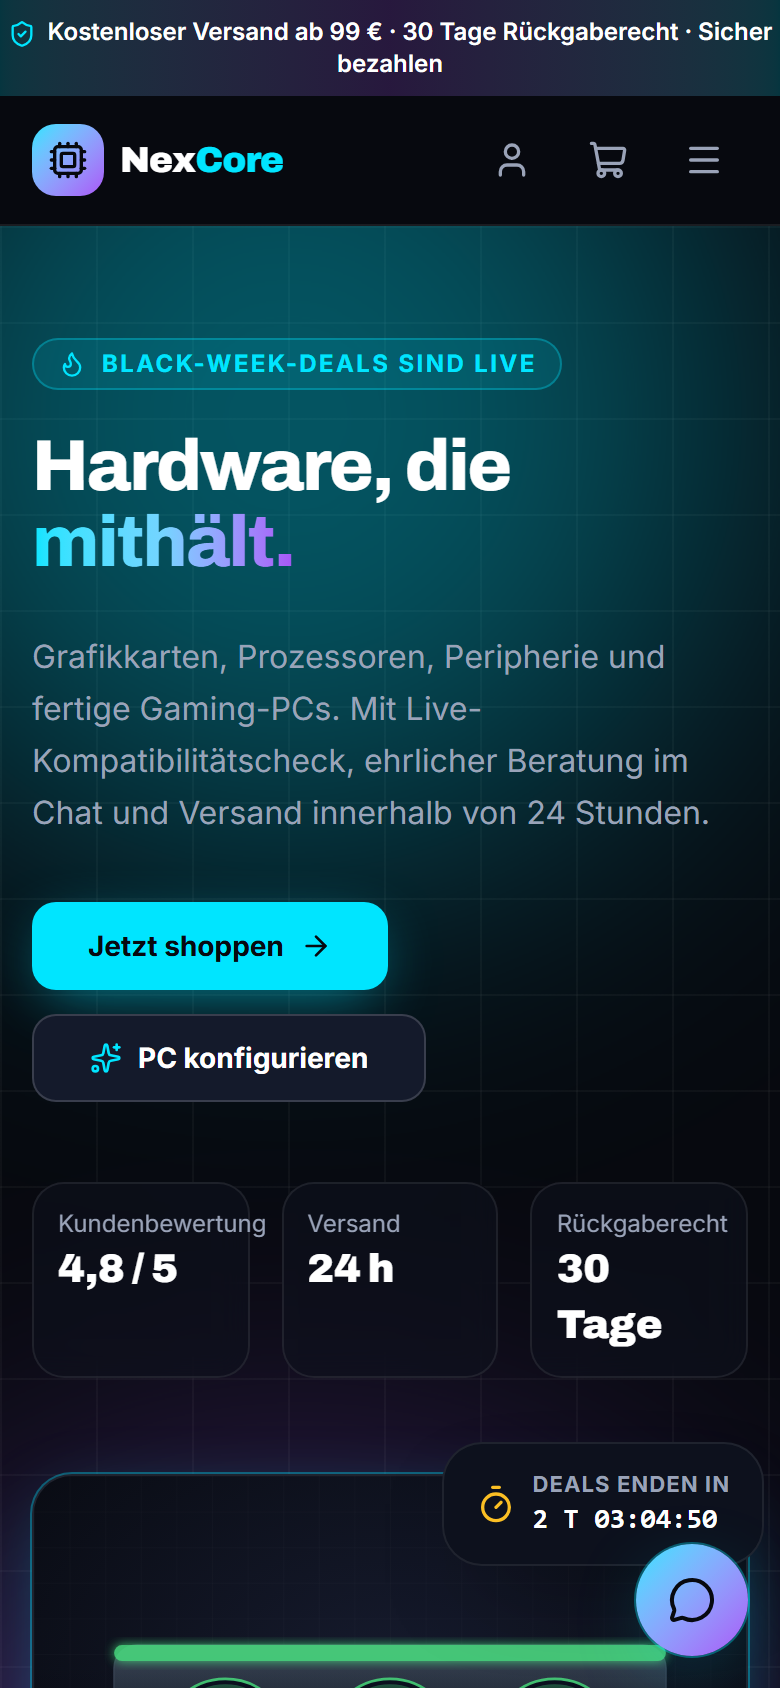 Kostenloser Versand ab 99 € · 30 Tage Rückgaberecht · Sicher
bezahlen
NexCore
BLACK-WEEK-DEALS SIND LIVE
Hardware, die
mithält.
Grafikkarten, Prozessoren, Peripherie und
fertige Gaming-PCs. Mit Live-
Kompatibilitätscheck, ehrlicher Beratung im
Chat und Versand innerhalb von 24 Stunden.
Jetzt shoppen
PC konfigurieren
Kundenbewertung
4,8 / 5
Versand
24 h
Rückgaberecht
30
Tage
DEALS ENDEN IN
2 T 03:04:50